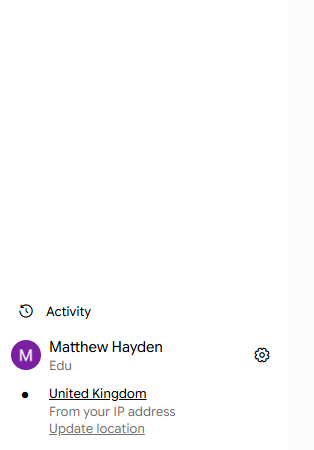 Activity
M
Matthew Hayden
Edu
United Kingdom
From your IP address
Update location